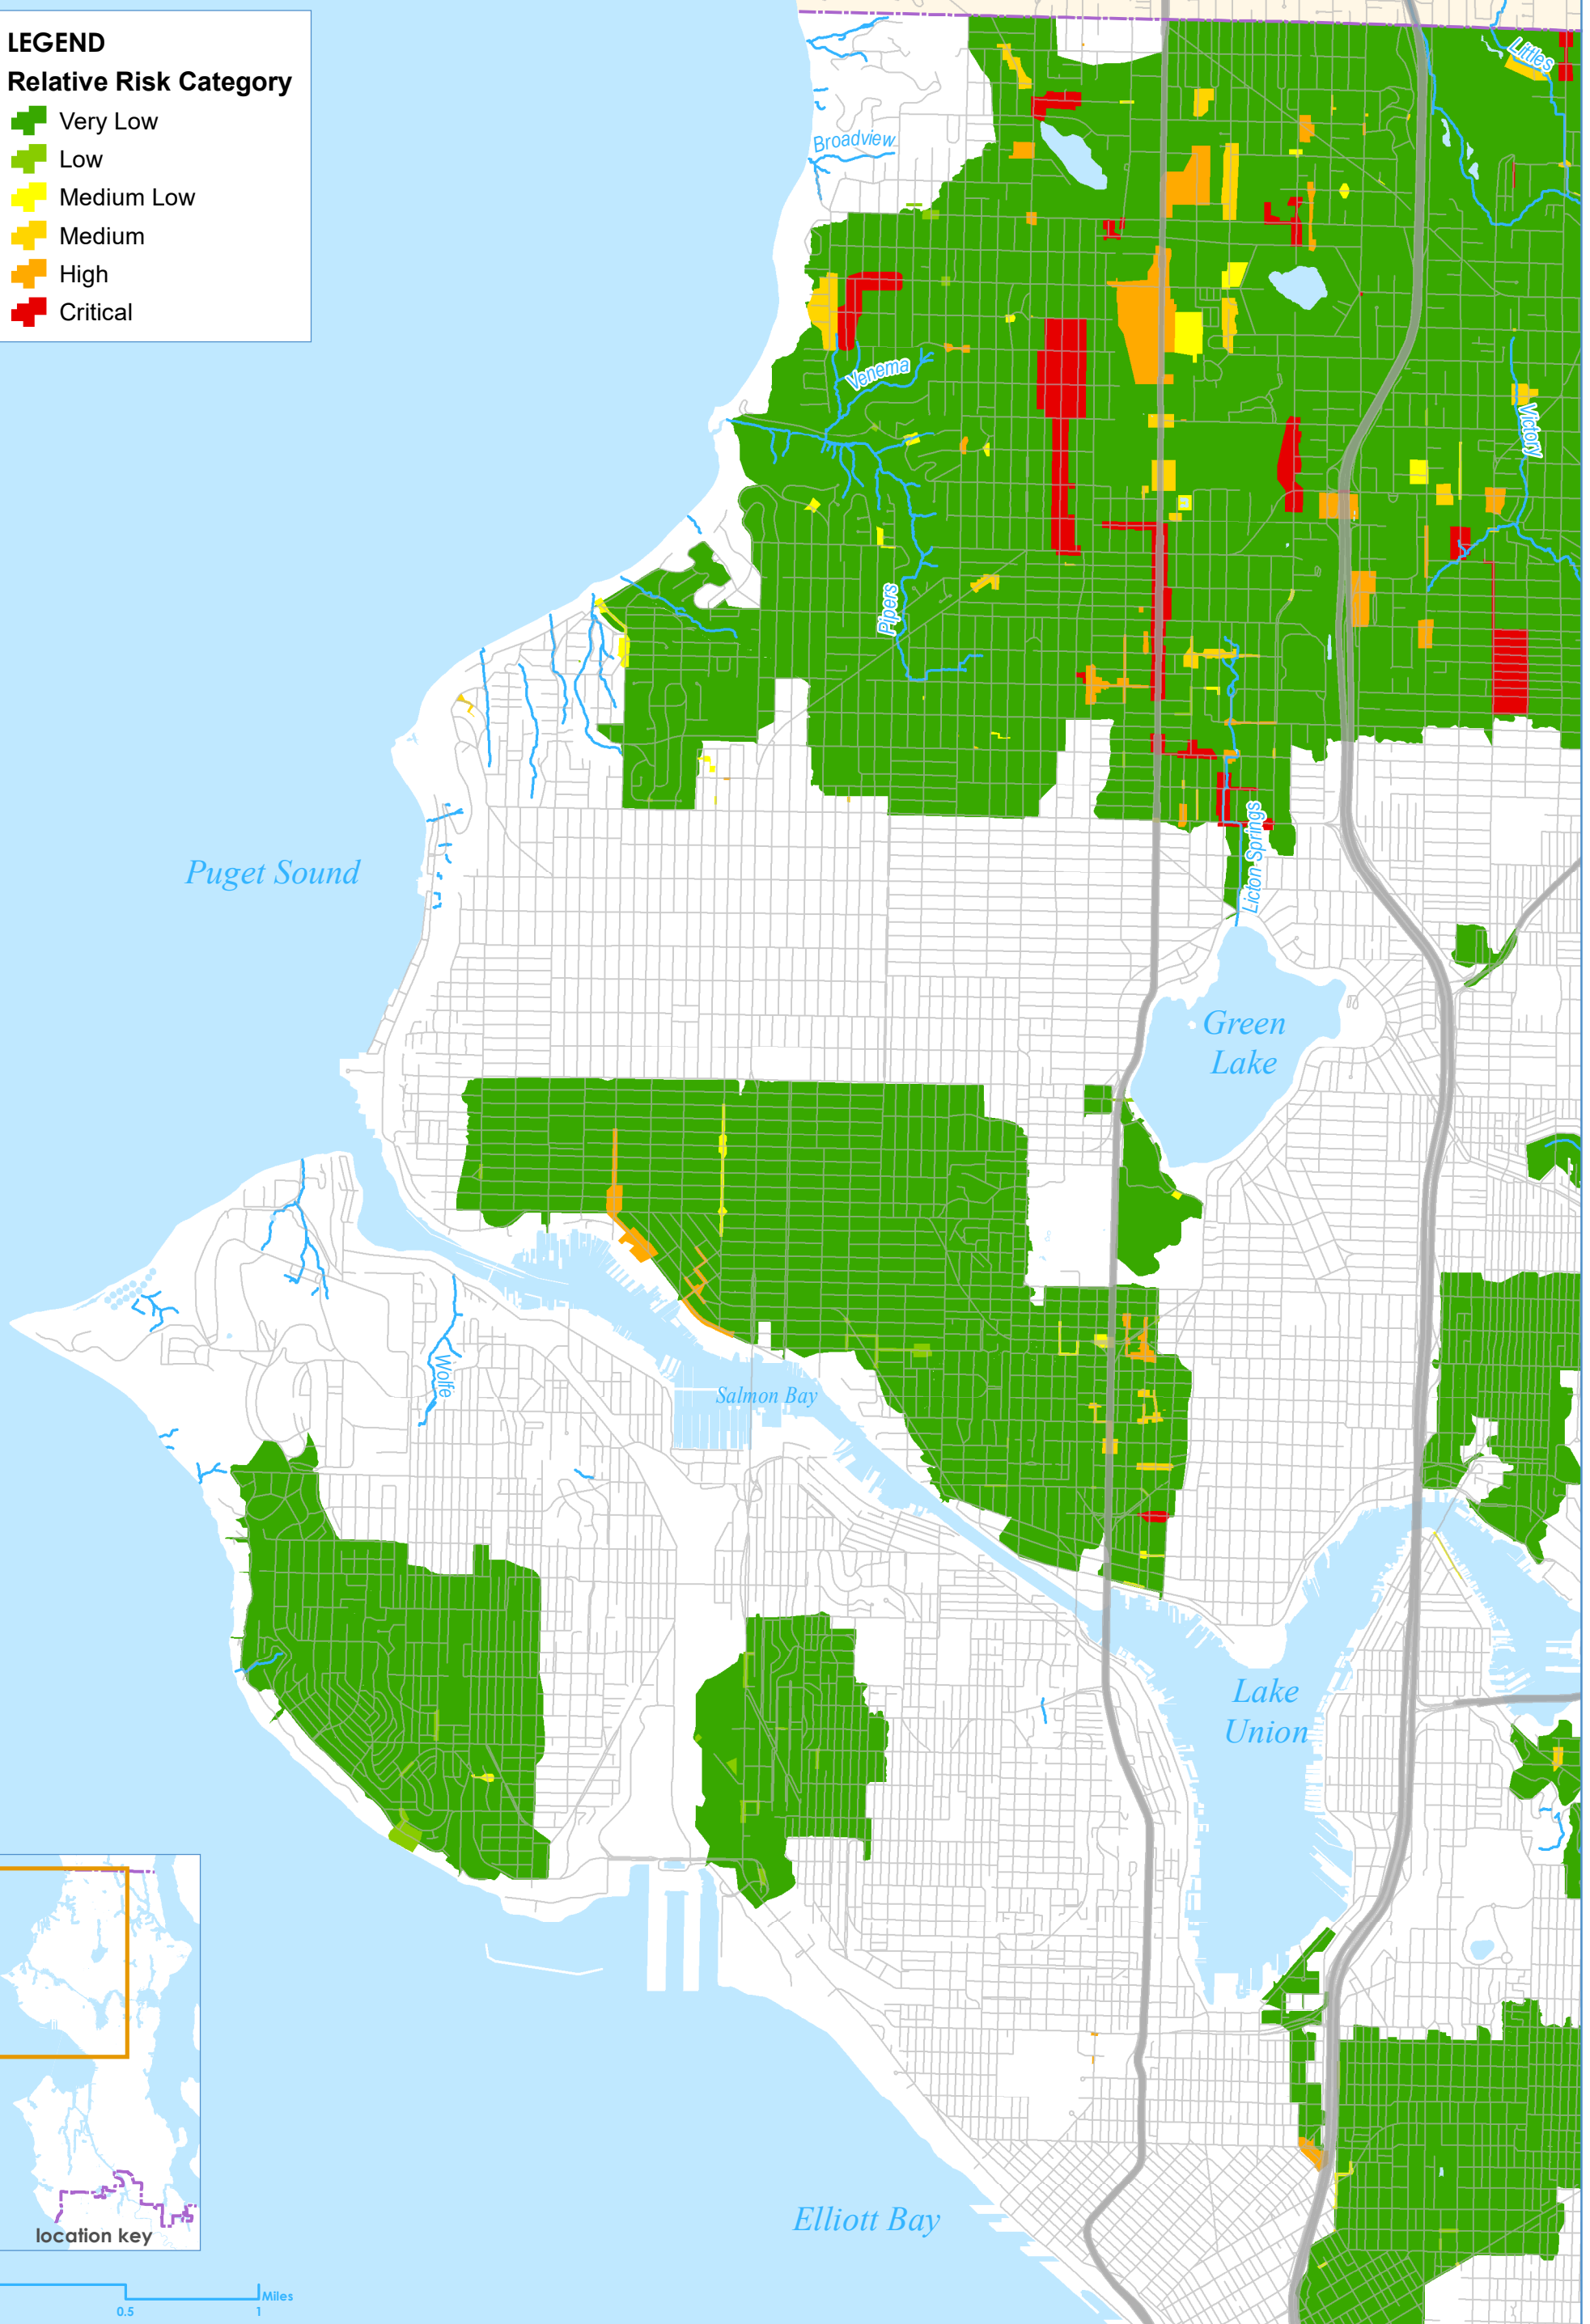 LEGEND
Relative Risk Category
Very Low
Low
Medium Low
Medium
High
Critical
Littles
Broadview
Venema
Victory
Pipers
Licton Springs
Puget Sound
Green
Lake
Wolfe
Salmon Bay
Lake
Union
Elliott Bay
location key
Miles
0.5
1